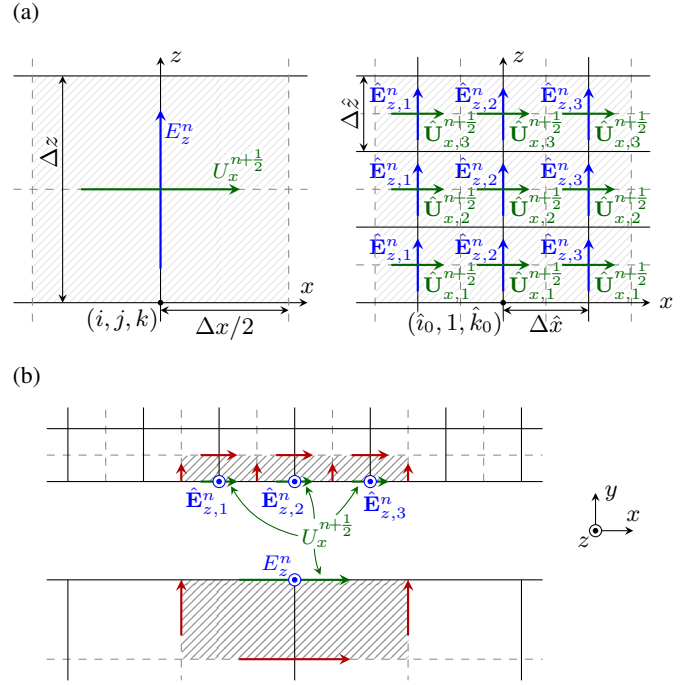 (a)
z
z
Δz
E_z^n
U_x^{n+1/2}
x
(i, j, k)
Δx/2
Δẑ
Ê_{z,1}^n Ê_{z,2}^n Ê_{z,3}^n
Û_{x,3}^{n+1/2} Û_{x,3}^{n+1/2} Û_{x,3}^{n+1/2}
Ê_{z,1}^n Ê_{z,2}^n Ê_{z,3}^n
Û_{x,2}^{n+1/2} Û_{x,2}^{n+1/2} Û_{x,2}^{n+1/2}
Ê_{z,1}^n Ê_{z,2}^n Ê_{z,3}^n
Û_{x,1}^{n+1/2} Û_{x,1}^{n+1/2} Û_{x,1}^{n+1/2}
x
(î₀, 1, k̂₀)
Δx̂
(b)
Ê_{z,1}^n Ê_{z,2}^n Ê_{z,3}^n
U_x^{n+1/2}
E_z^n
y
x
z